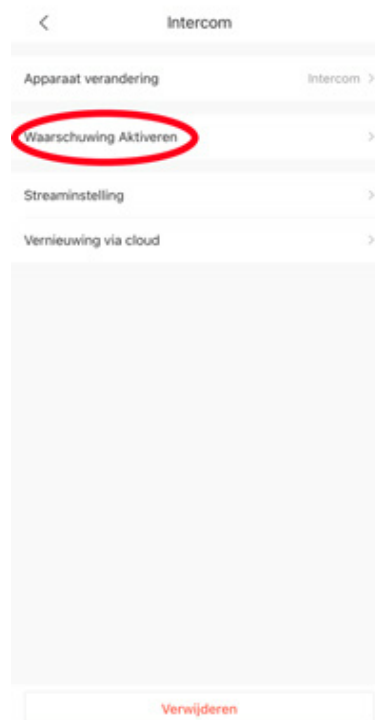 Intercom
Apparaat verandering Intercom
Waarschuwing Aktiveren
Streaminstelling
Vernieuwing via cloud
Verwijderen